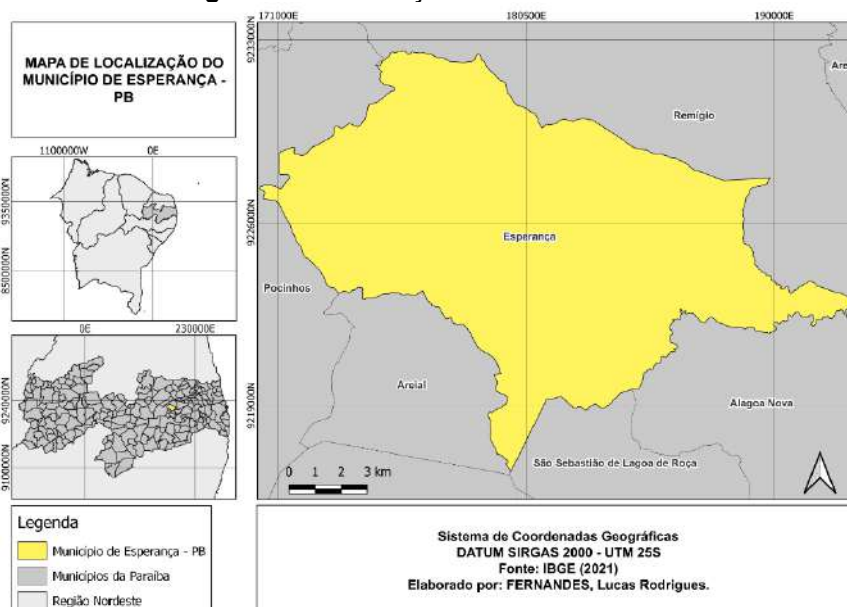 MAPA DE LOCALIZAÇÃO DO
MUNICÍPIO DE ESPERANÇA -
PB
171000E
180500E
190000E
9233000N
9226000N
9219000N
Are
Remígio
Esperança
Pocinhos
Areial
Alagoa Nova
São Sebastião de Lagoa de Roça
0 1 2 3 km
1100000W
0E
9350000N
8500000N
0E
230000E
9240000N
9100000N
Legenda
Município de Esperança - PB
Municípios da Paraíba
Região Nordeste
Sistema de Coordenadas Geográficas
DATUM SIRGAS 2000 - UTM 25S
Fonte: IBGE (2021)
Elaborado por: FERNANDES, Lucas Rodrigues.